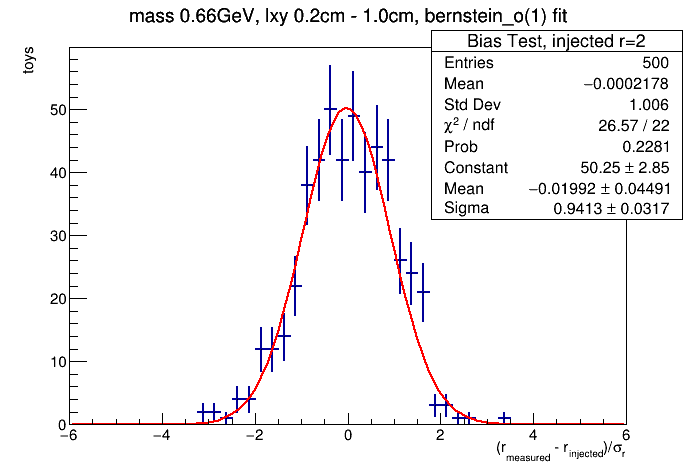 mass 0.66GeV, lxy 0.2cm - 1.0cm, bernstein_o(1) fit
toys
Bias Test, injected r=2
Entries 500
Mean −0.0002178
Std Dev 1.006
χ² / ndf 26.57 / 22
Prob 0.2281
Constant 50.25 ± 2.85
Mean −0.01992 ± 0.04491
Sigma 0.9413 ± 0.0317
50
40
30
20
10
0
−6 −4 −2 0 2 4 6
(r_measured - r_injected)/σ_r